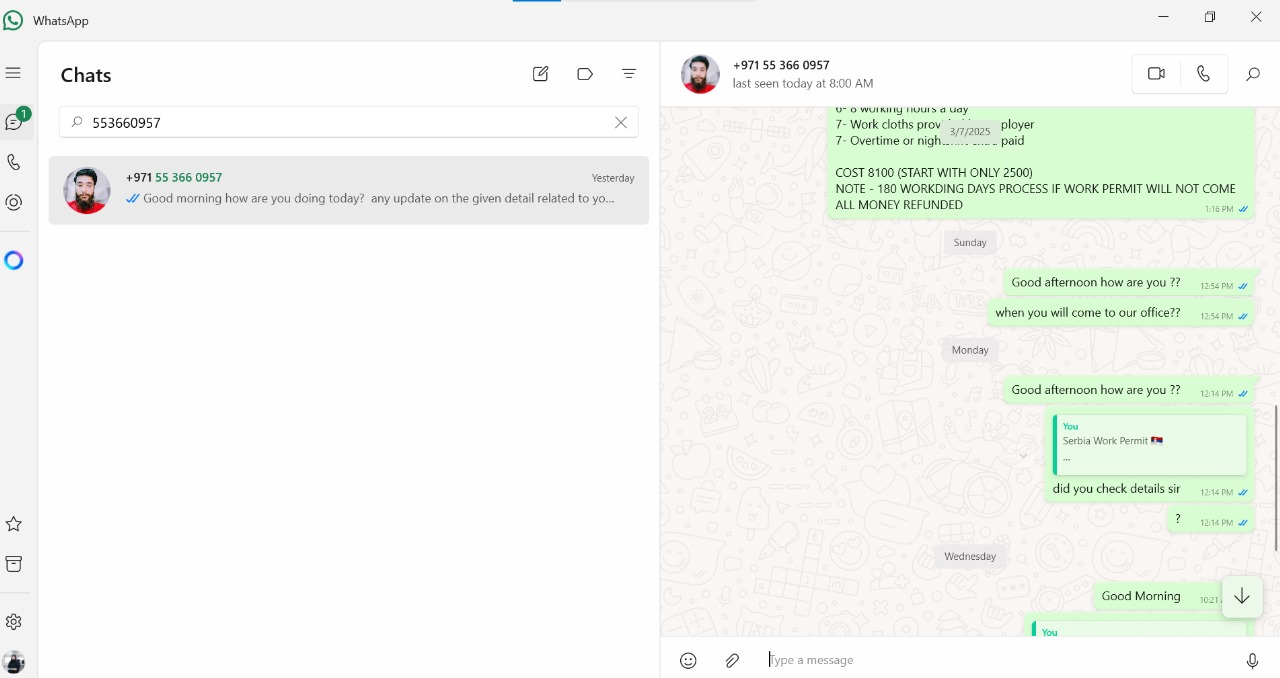 WhatsApp
1
Chats
553660957
+971 55 366 0957
Yesterday
Good morning how are you doing today? any update on the given detail related to yo...
+971 55 366 0957
last seen today at 8:00 AM
6- 8 working hours a day
7- Work cloths
3/7/2025
7- Overtime or
paid
COST 8100 (START WITH ONLY 2500)
NOTE - 180 WORKDING DAYS PROCESS IF WORK PERMIT WILL NOT COME
ALL MONEY REFUNDED
1:16 PM
Sunday
Good afternoon how are you ??
12:54 PM
when you will come to our office??
12:54 PM
Monday
Good afternoon how are you ??
12:14 PM
You
Serbia Work Permit 🇷🇸
...
did you check details sir
12:14 PM
?
12:14 PM
Wednesday
Good Morning
10:21
You
Type a message